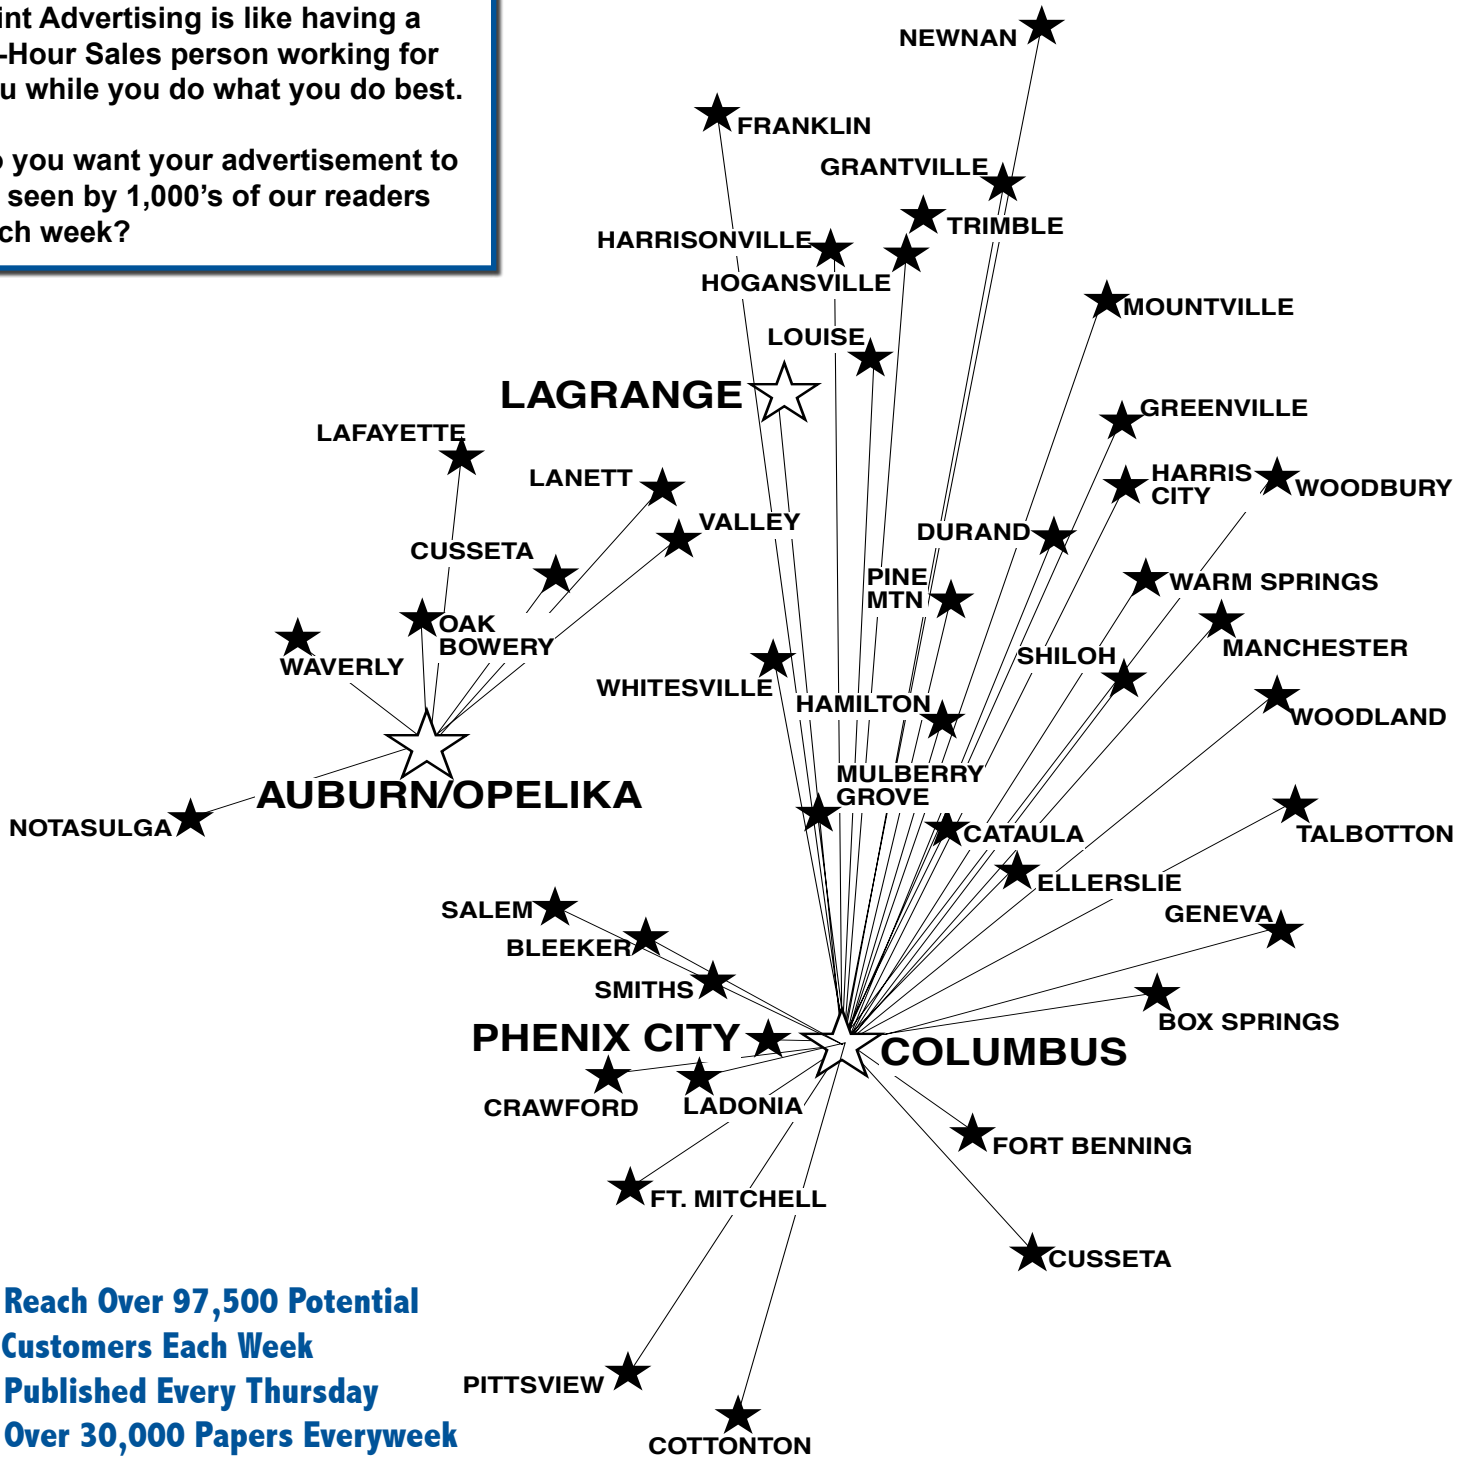 int Advertising is like having a
-Hour Sales person working for
u while you do what you do best.
you want your advertisement to
seen by 1,000’s of our readers
ch week?
NEWNAN
FRANKLIN
GRANTVILLE
TRIMBLE
HARRISONVILLE
HOGANSVILLE
MOUNTVILLE
LOUISE
LAGRANGE
GREENVILLE
LAFAYETTE
LANETT
HARRIS
CITY
WOODBURY
VALLEY
DURAND
CUSSETA
PINE
MTN
WARM SPRINGS
OAK
BOWERY
WAVERLY
SHILOH
MANCHESTER
WHITESVILLE
HAMILTON
WOODLAND
MULBERRY
GROVE
AUBURN/OPELIKA
NOTASULGA
CATAULA
TALBOTTON
ELLERSLIE
SALEM
GENEVA
BLEEKER
SMITHS
BOX SPRINGS
PHENIX CITY
COLUMBUS
CRAWFORD
LADONIA
FORT BENNING
FT. MITCHELL
CUSSETA
Reach Over 97,500 Potential
Customers Each Week
Published Every Thursday
Over 30,000 Papers Everyweek
PITTSVIEW
COTTONTON